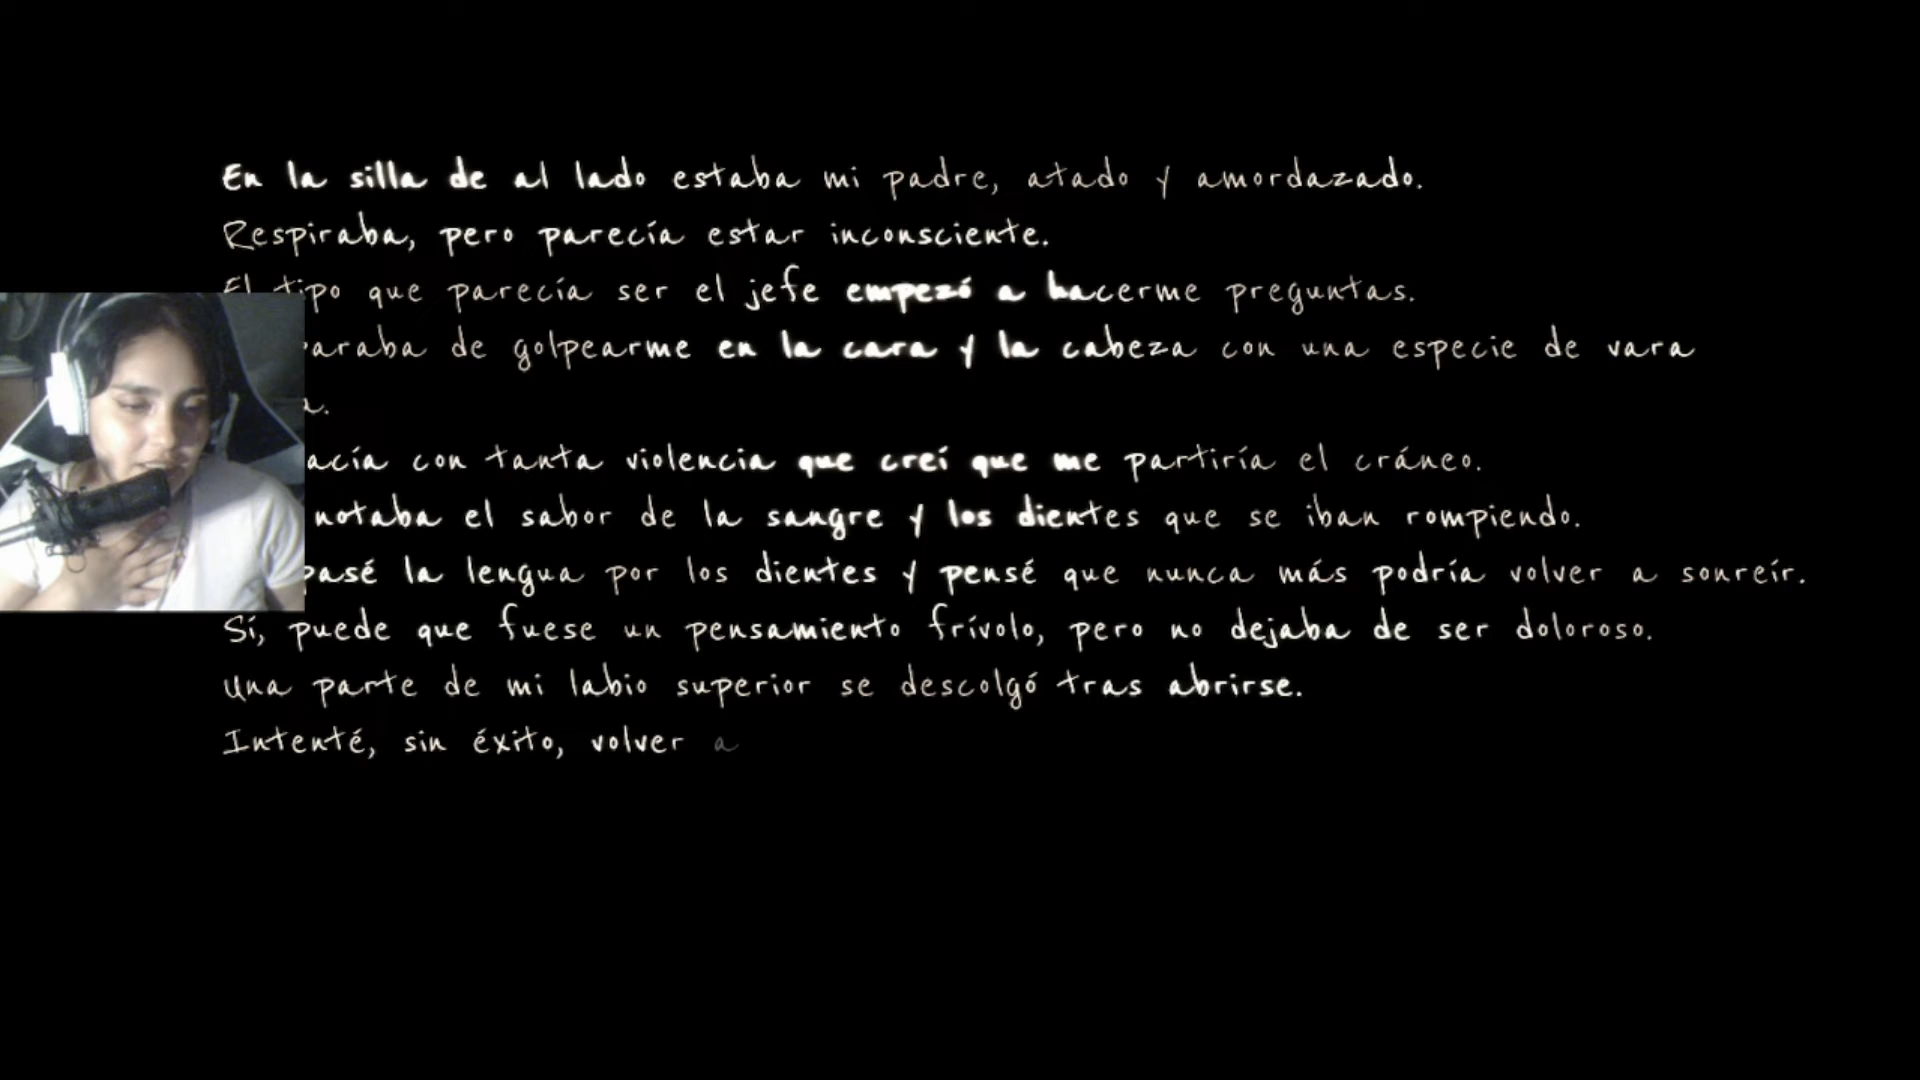 En la silla de al lado estaba mi padre, atado y amordazado.
Respiraba, pero parecía estar inconsciente.
El tipo que parecía ser el jefe empezó a hacerme preguntas.
de golpearme en la cara y la cabeza con una especie de vara
con tanta violencia que creí que me partiría el cráneo.
notaba el sabor de la sangre y los dientes que se iban rompiendo.
pasé la lengua por los dientes y pensé que nunca más podría volver a sonreír.
Sí, puede que fuese un pensamiento frívolo, pero no dejaba de ser doloroso.
Una parte de mi labio superior se descolgó tras abrirse.
Intenté, sin éxito, volver a